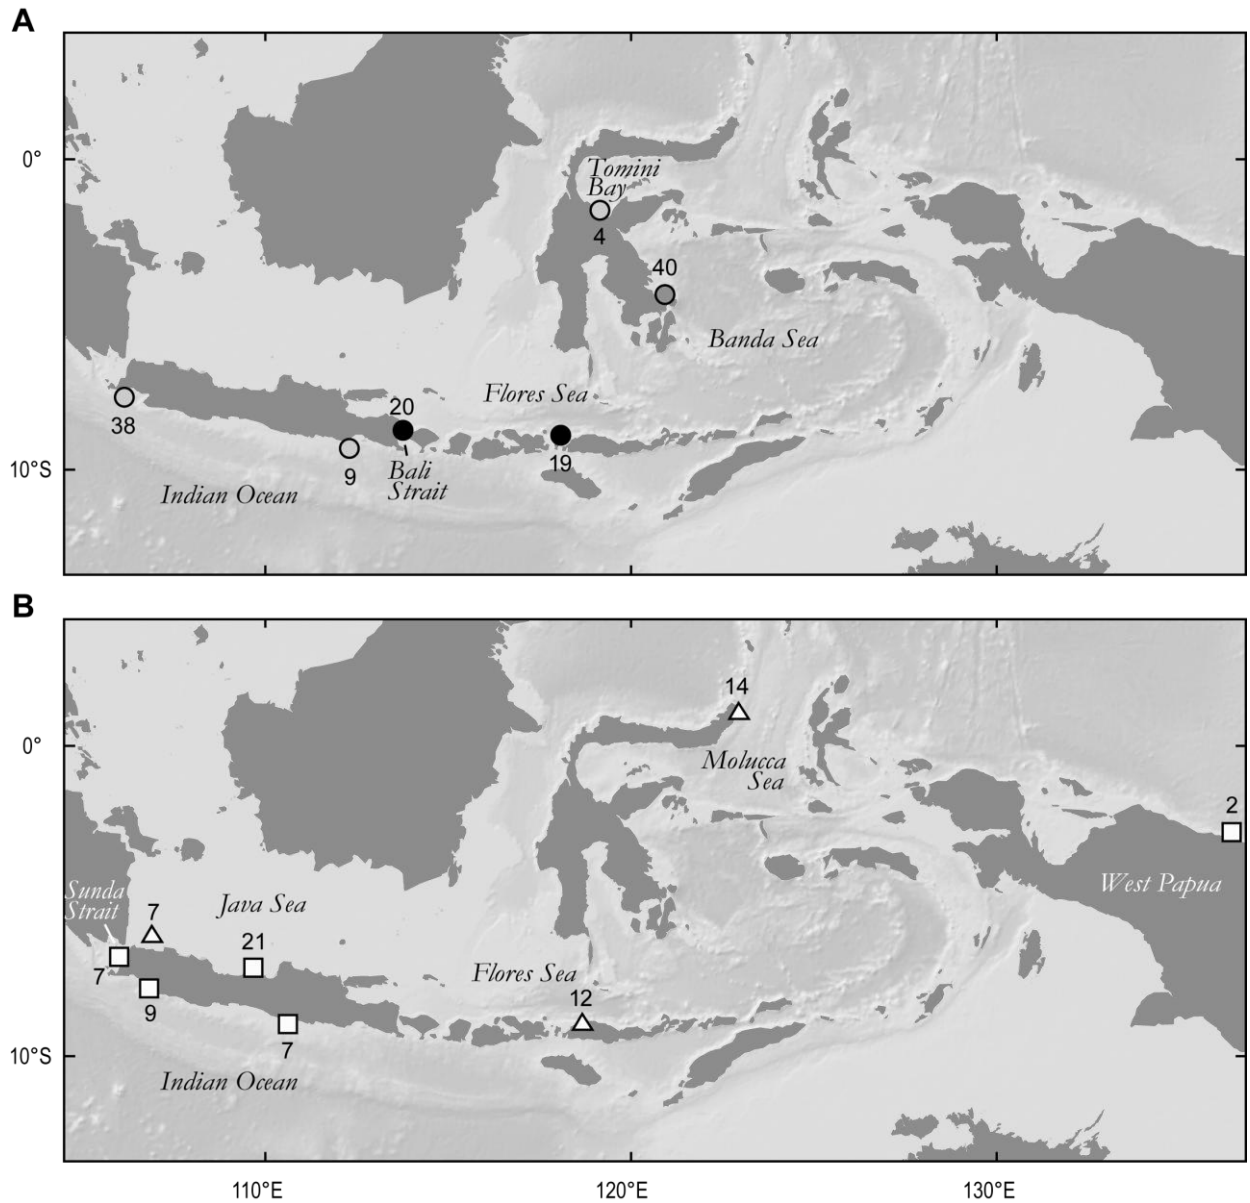 A
0°
Tomini
Bay
4
40
Banda Sea
Flores Sea
38
20
9
19
10°S
Bali
Strait
Indian Ocean
B
14
0°
Molucca
Sea
2
West Papua
Sunda
Strait
7
Java Sea
21
7
9
Flores Sea
12
7
10°S
Indian Ocean
110°E
120°E
130°E